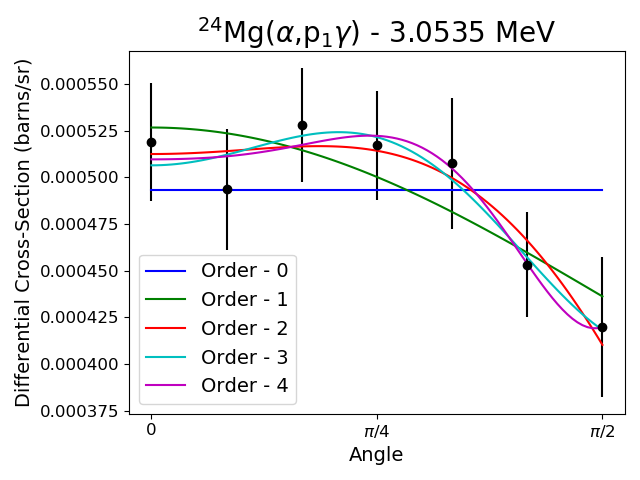 ²⁴Mg(α,p₁γ) - 3.0535 MeV
Differential Cross-Section (barns/sr)
0.000550
0.000525
0.000500
0.000475
0.000450
0.000425
0.000400
0.000375
Order - 0
Order - 1
Order - 2
Order - 3
Order - 4
0 π/4 π/2
Angle